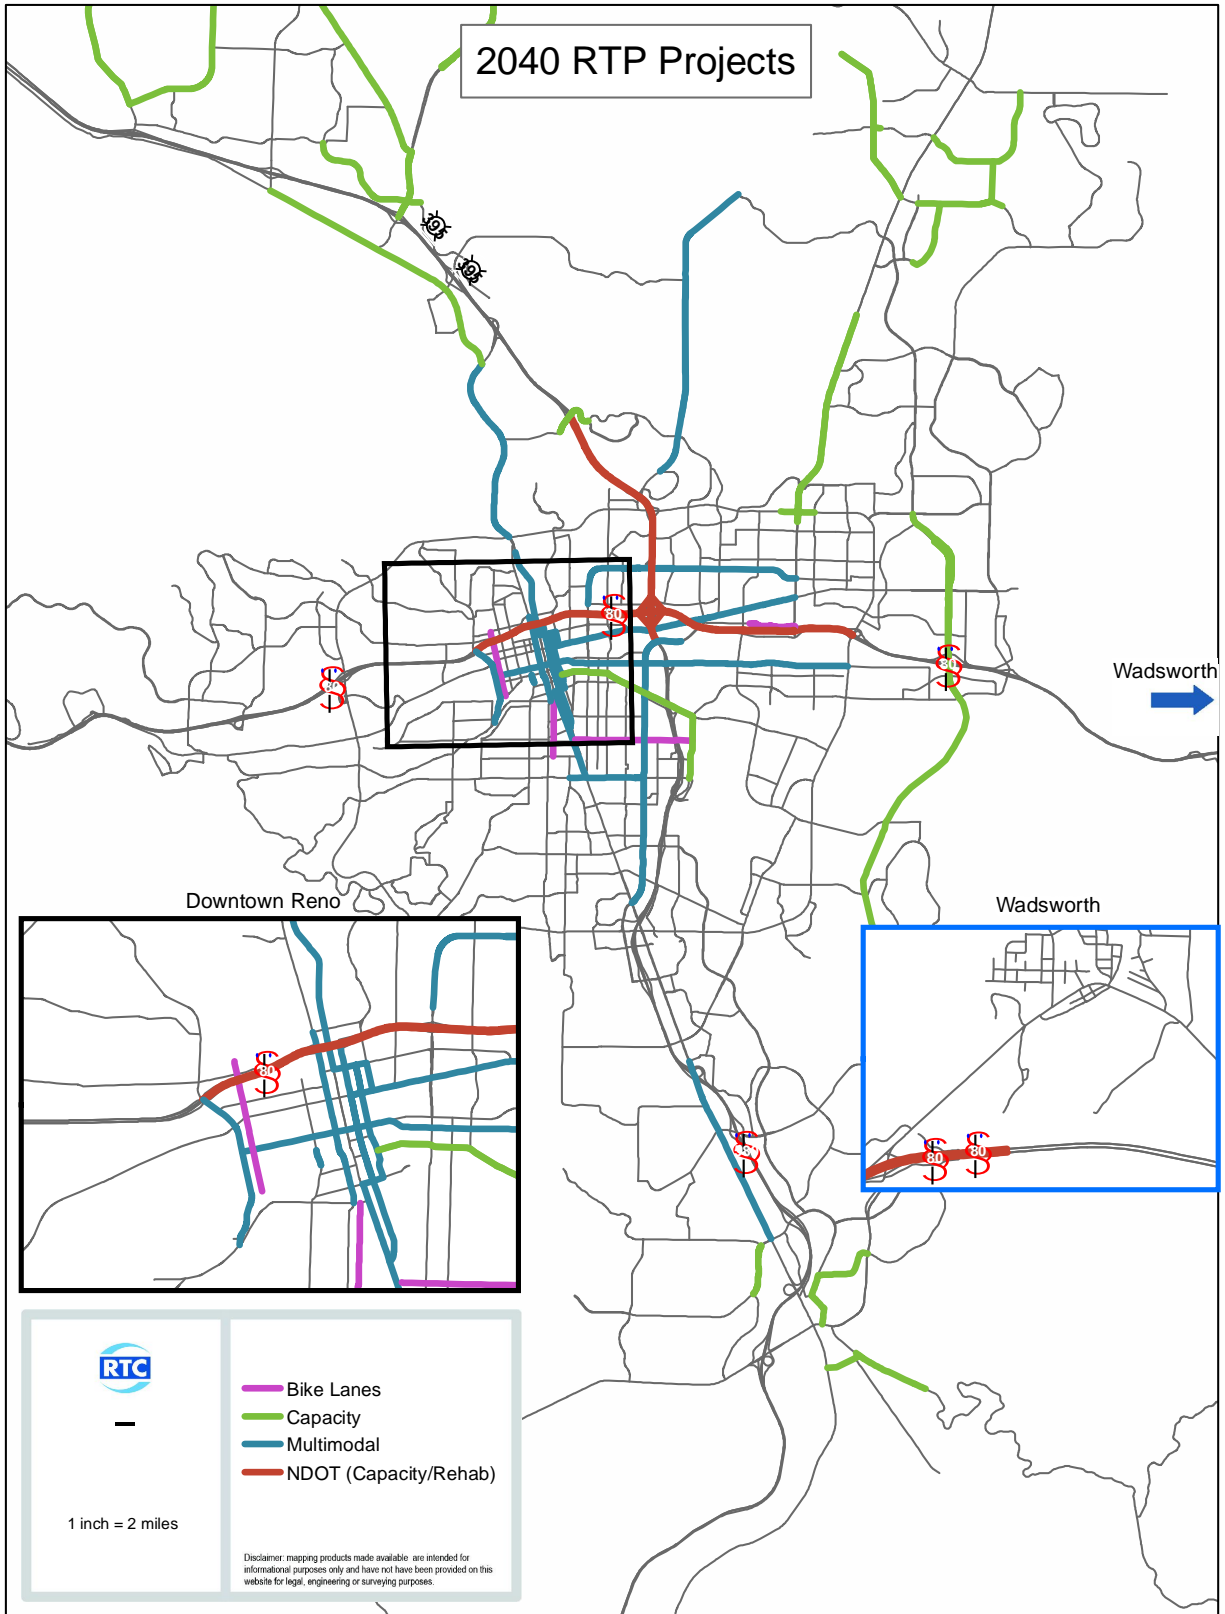 2040 RTP Projects
395
395
80
80
80
Wadsworth
Downtown Reno
Wadsworth
80
80
80
RTC
Bike Lanes
Capacity
Multimodal
NDOT (Capacity/Rehab)
1 inch = 2 miles
Disclaimer: mapping products made available are intended for
informational purposes only and have not have been provided on this
website for legal, engineering or surveying purposes.